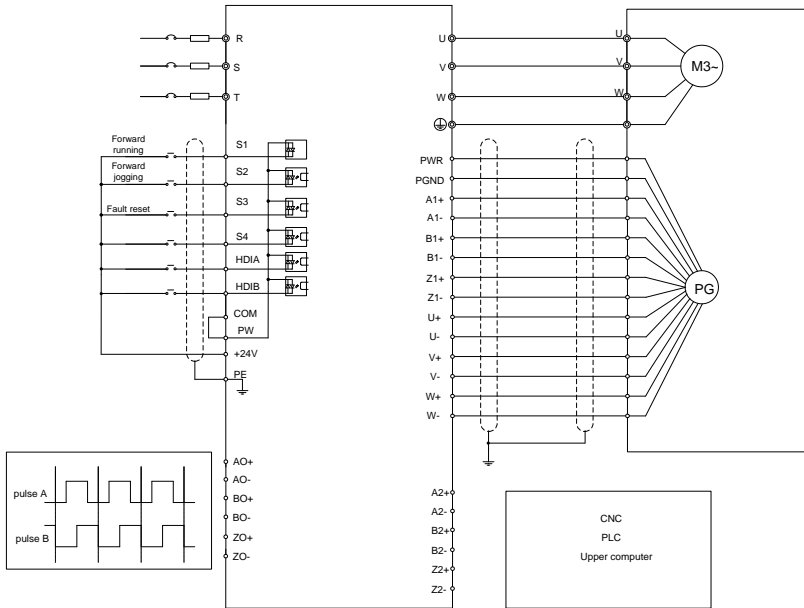 R
S
T
Forward
running
S1
Forward
jogging
S2
Fault reset
S3
S4
HDIA
HDIB
COM
PW
+24V
PE
U
V
W
U
V
W
M3~
PWR
PGND
A1+
A1-
B1+
B1-
Z1+
Z1-
U+
U-
V+
V-
W+
W-
PG
pulse A
pulse B
AO+
AO-
BO+
BO-
ZO+
ZO-
A2+
A2-
B2+
B2-
Z2+
Z2-
CNC
PLC
Upper computer